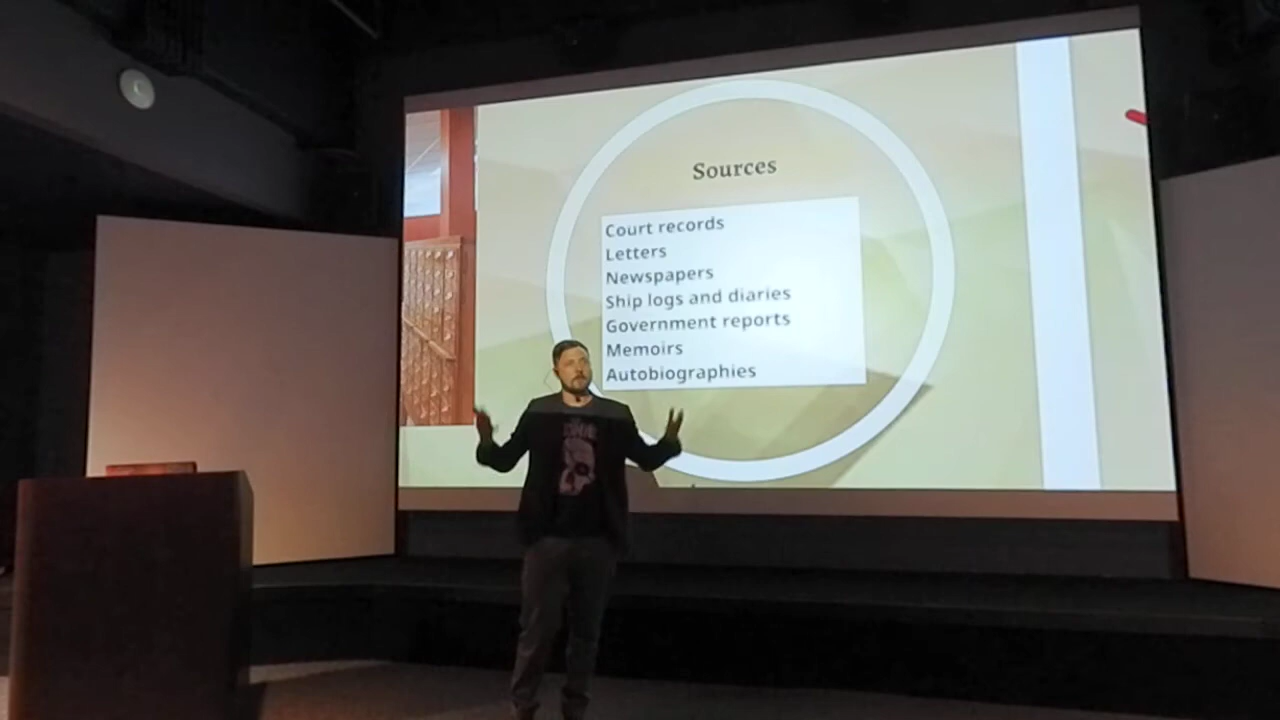 Sources
Court records
Letters
Newspapers
Ship logs and diaries
Government reports
Memoirs
Autobiographies